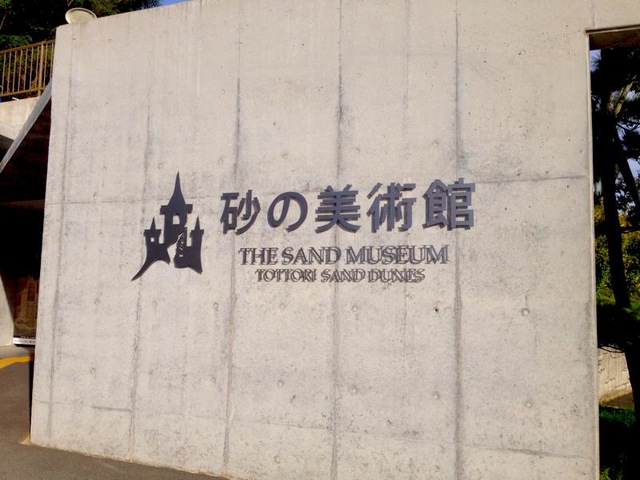 砂の美術館
THE SAND MUSEUM
TOTTORI SAND DUNES